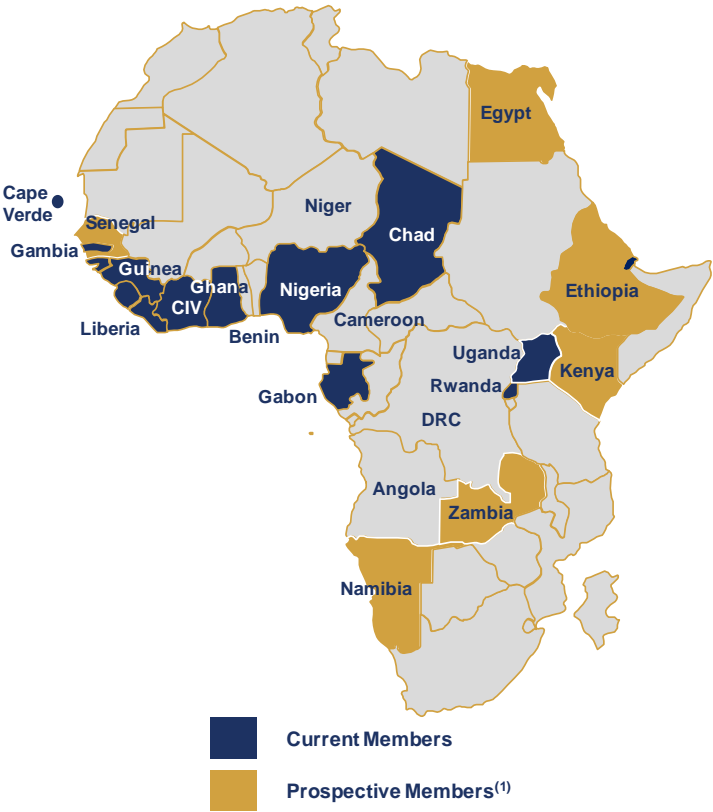 Egypt
Cape
Verde
Niger
Senegal
Chad
Gambia
Guinea
Ghana
Nigeria
Ethiopia
CIV
Liberia
Cameroon
Benin
Uganda
Kenya
Rwanda
Gabon
DRC
Angola
Zambia
Namibia
Current Members
Prospective Members(1)